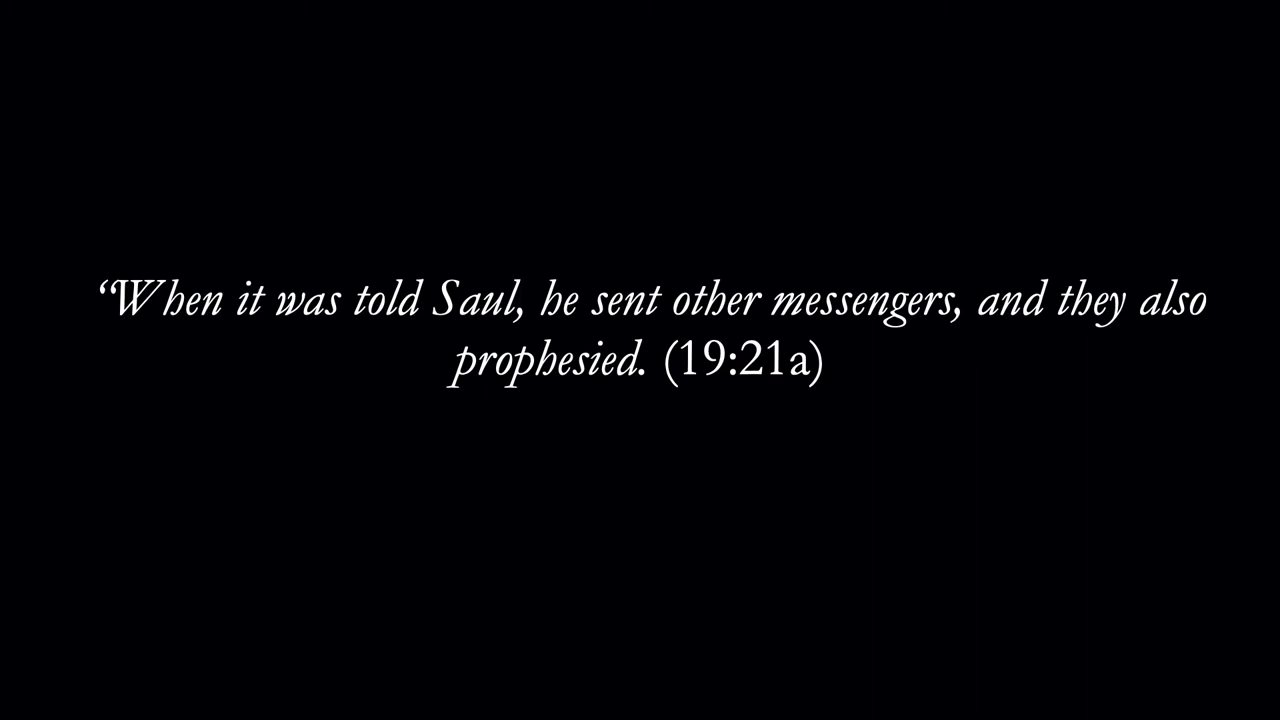 “When it was told Saul, he sent other messengers, and they also
prophesied. (19:21a)